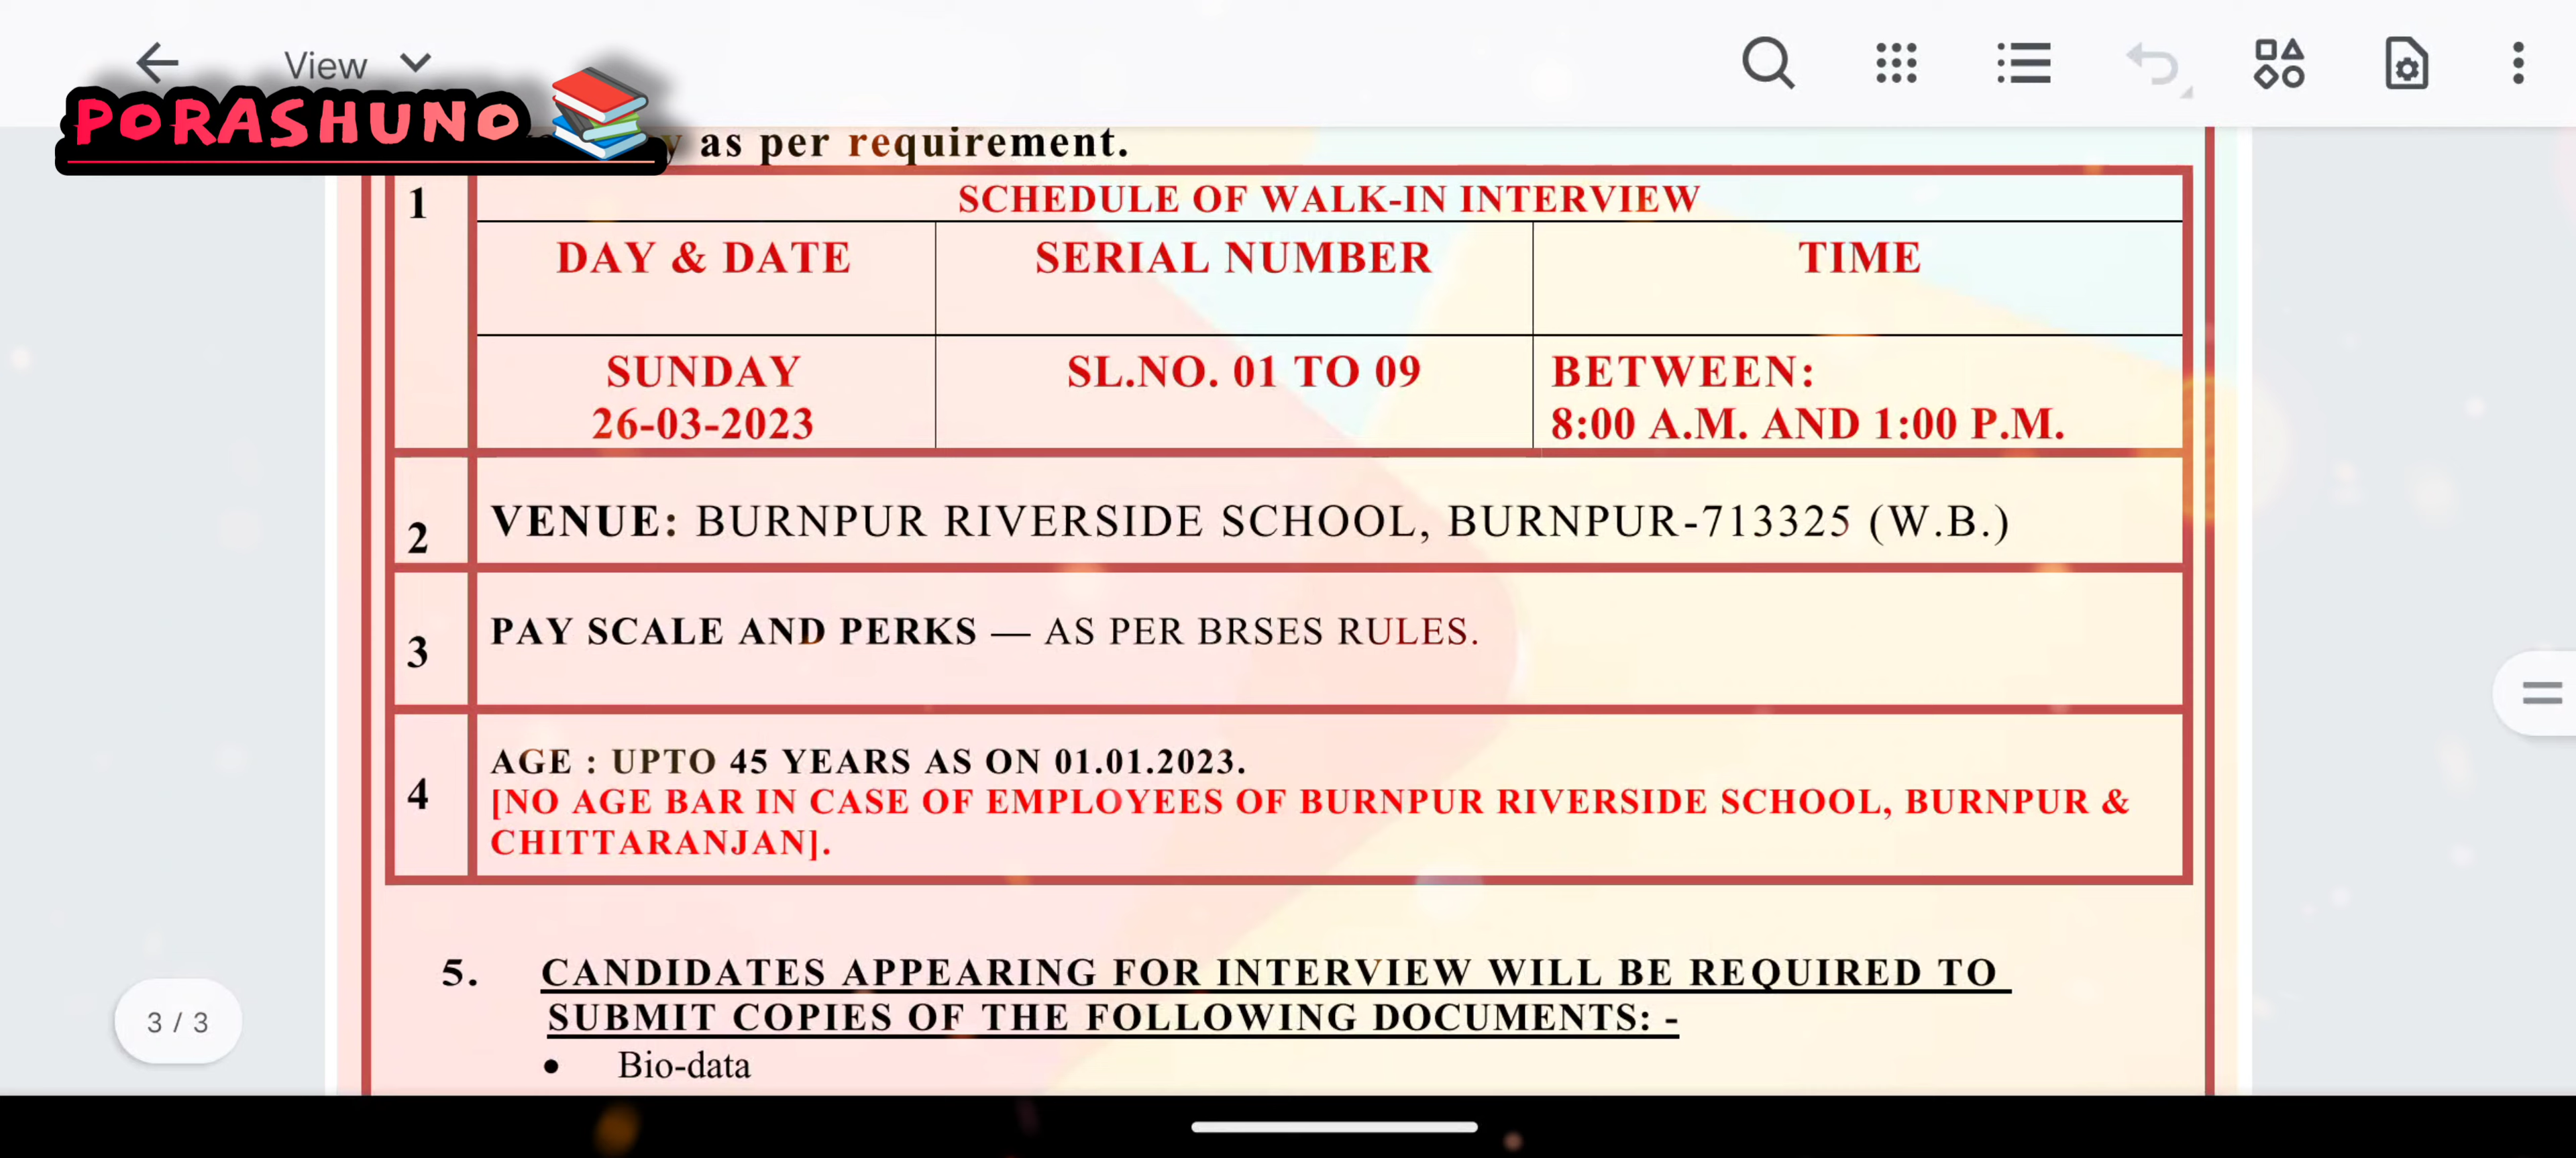 View
PORASHUNO
as per requirement.
1
SCHEDULE OF WALK-IN INTERVIEW
DAY & DATE
SERIAL NUMBER
TIME
SUNDAY
26-03-2023
SL.NO. 01 TO 09
BETWEEN:
8:00 A.M. AND 1:00 P.M.
2
VENUE: BURNPUR RIVERSIDE SCHOOL, BURNPUR-713325 (W.B.)
3
PAY SCALE AND PERKS — AS PER BRSES RULES.
4
AGE : UPTO 45 YEARS AS ON 01.01.2023.
[NO AGE BAR IN CASE OF EMPLOYEES OF BURNPUR RIVERSIDE SCHOOL, BURNPUR &
CHITTARANJAN].
5. CANDIDATES APPEARING FOR INTERVIEW WILL BE REQUIRED TO
SUBMIT COPIES OF THE FOLLOWING DOCUMENTS: -
• Bio-data
3 / 3